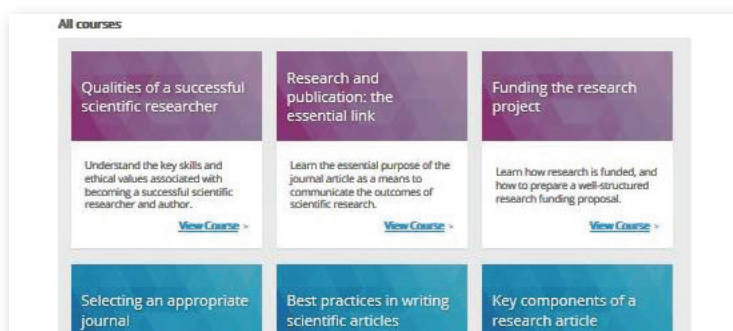 All courses
Qualities of a successful
scientific researcher
Understand the key skills and
ethical values associated with
becoming a successful scientific
researcher and author.
View Course >
Research and
publication: the
essential link
Learn the essential purpose of the
journal article as a means to
communicate the outcomes of
scientific research.
View Course >
Funding the research
project
Learn how research is funded, and
how to prepare a well-structured
research funding proposal.
View Course >
Selecting an appropriate
journal
Best practices in writing
scientific articles
Key components of a
research article